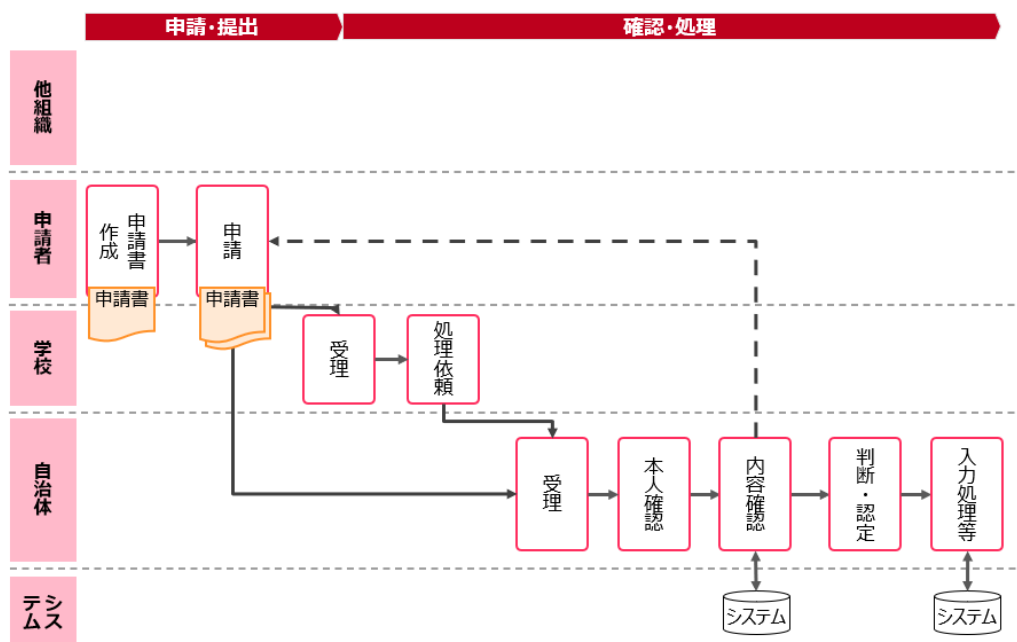 申請・提出
確認・処理
他組織
申請者
申請書
作成
申請
申請書
申請書
学校
受理
処理依頼
自治体
受理
本人確認
内容確認
判断・認定
入力処理等
シス
テム
システム
システム